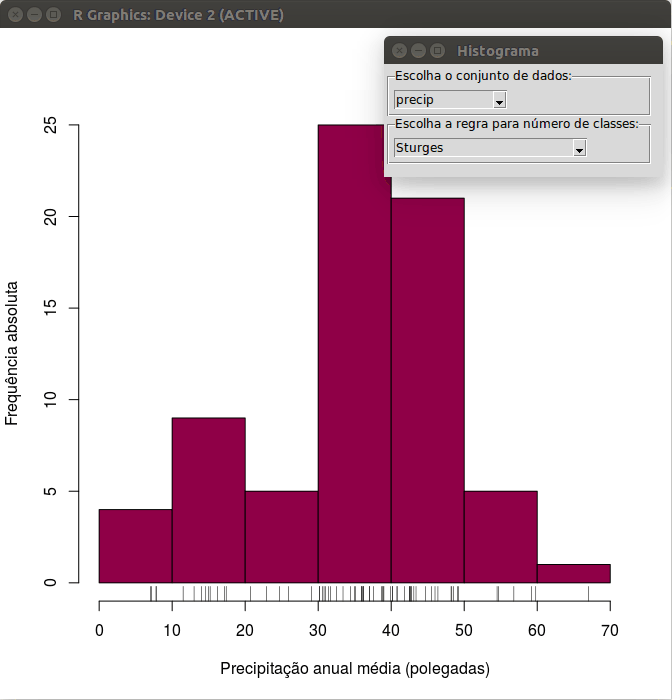 R Graphics: Device 2 (ACTIVE)
Histograma
Escolha o conjunto de dados:
precip
Escolha a regra para número de classes:
Sturges
25
20
15
10
5
0
Frequência absoluta
0 10 20 30 40 50 60 70
Precipitação anual média (polegadas)